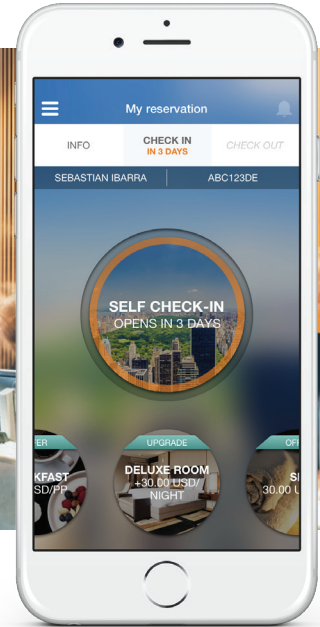 My reservation
INFO
CHECK IN
IN 3 DAYS
CHECK OUT
SEBASTIAN IBARRA
ABC123DE
SELF CHECK-IN
OPENS IN 3 DAYS
UPGRADE
DELUXE ROOM
+30.00 USD/
NIGHT
30.00